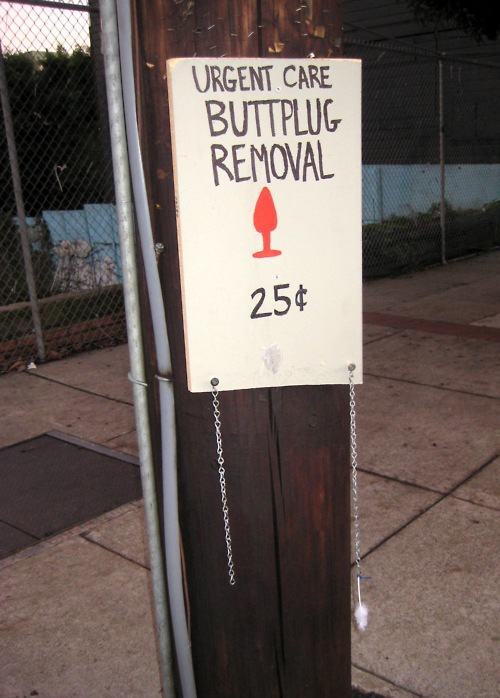 URGENT CARE
BUTTPLUG
REMOVAL
25¢